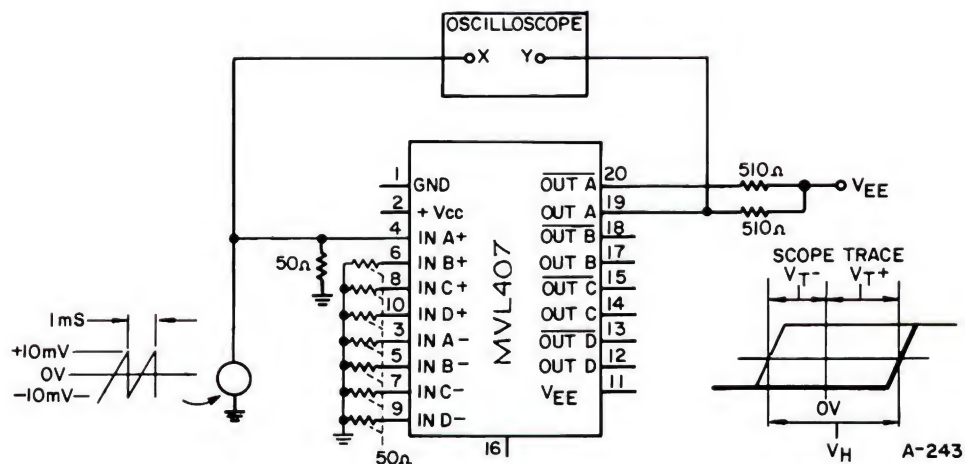 OSCILLOSCOPE
X Y
1 GND
2 +Vcc
4 IN A+
6 IN B+
8 IN C+
10 IN D+
3 IN A-
5 IN B-
7 IN C-
9 IN D-
16
MVL407
OUT A 20
OUT A 19
OUT B 18
OUT B 17
OUT C 15
OUT C 14
OUT D 13
OUT D 12
VEE 11
510Ω
510Ω
VEE
50Ω
50Ω
1mS
+10mV
0V
-10mV
SCOPE TRACE
VT- VT+
0V
VH
A-243